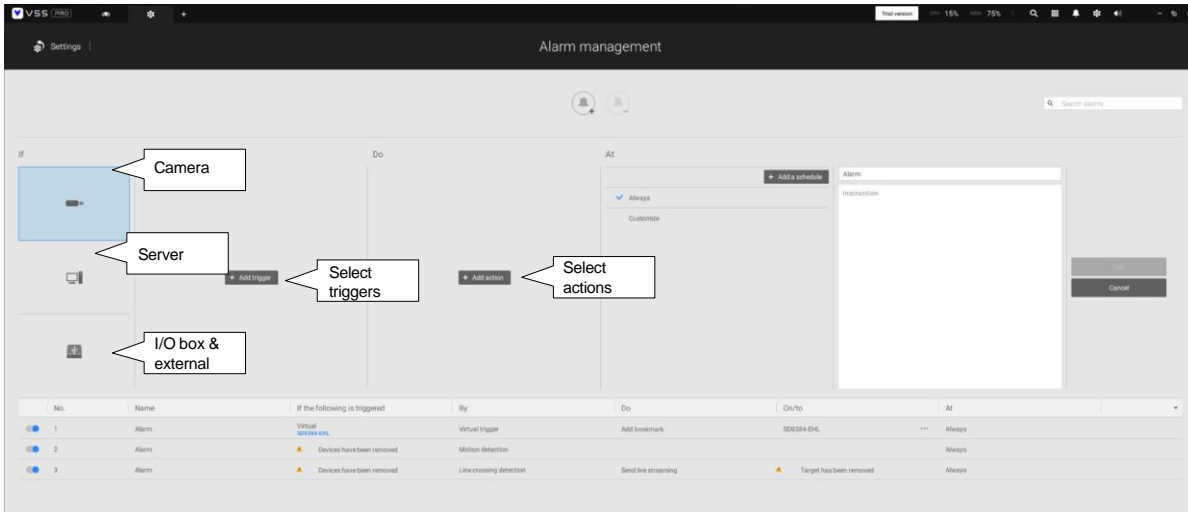 VSS PRO
Trial version
15%
75%
Settings
Alarm management
Search alarms
If
Do
At
Camera
Server
I/O box &
external
+ Add trigger
Select
triggers
+ Add action
Select
actions
+ Add a schedule
Always
Customize
Alarm
Instruction
Cancel
No. Name If the following is triggered By Do On/to At
1 Alarm Virtual Virtual trigger Add bookmark SD9384-EHL ··· Always
SD9384-EHL
2 Alarm Devices have been removed Motion detection Always
3 Alarm Devices have been removed Line crossing detection Send live streaming Target has been removed Always